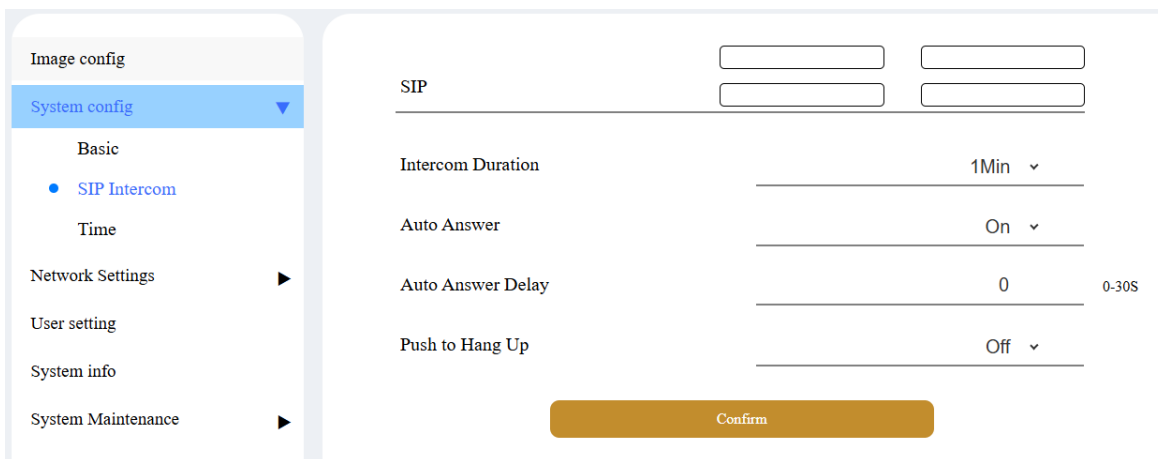 Image config
System config
Basic
SIP Intercom
Time
Network Settings
User setting
System info
System Maintenance
SIP
Intercom Duration 1Min
Auto Answer On
Auto Answer Delay 0 0-30S
Push to Hang Up Off
Confirm